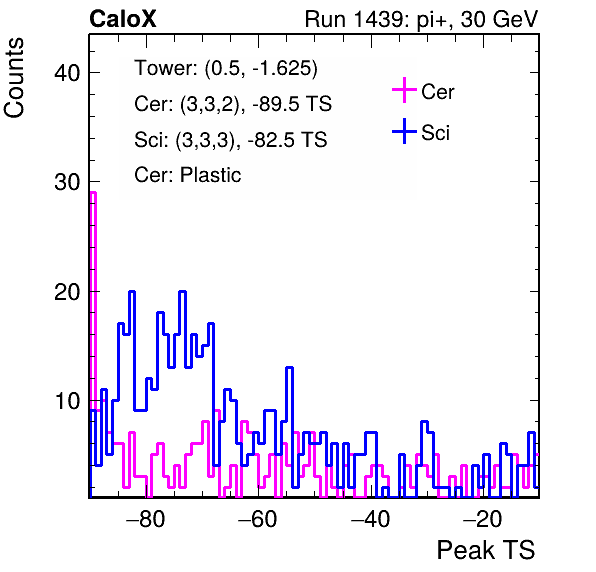 CaloX Run 1439: pi+, 30 GeV
Counts
Tower: (0.5, -1.625)
Cer: (3,3,2), -89.5 TS
Sci: (3,3,3), -82.5 TS
Cer: Plastic
Cer
Sci
40
30
20
10
−80 −60 −40 −20
Peak TS